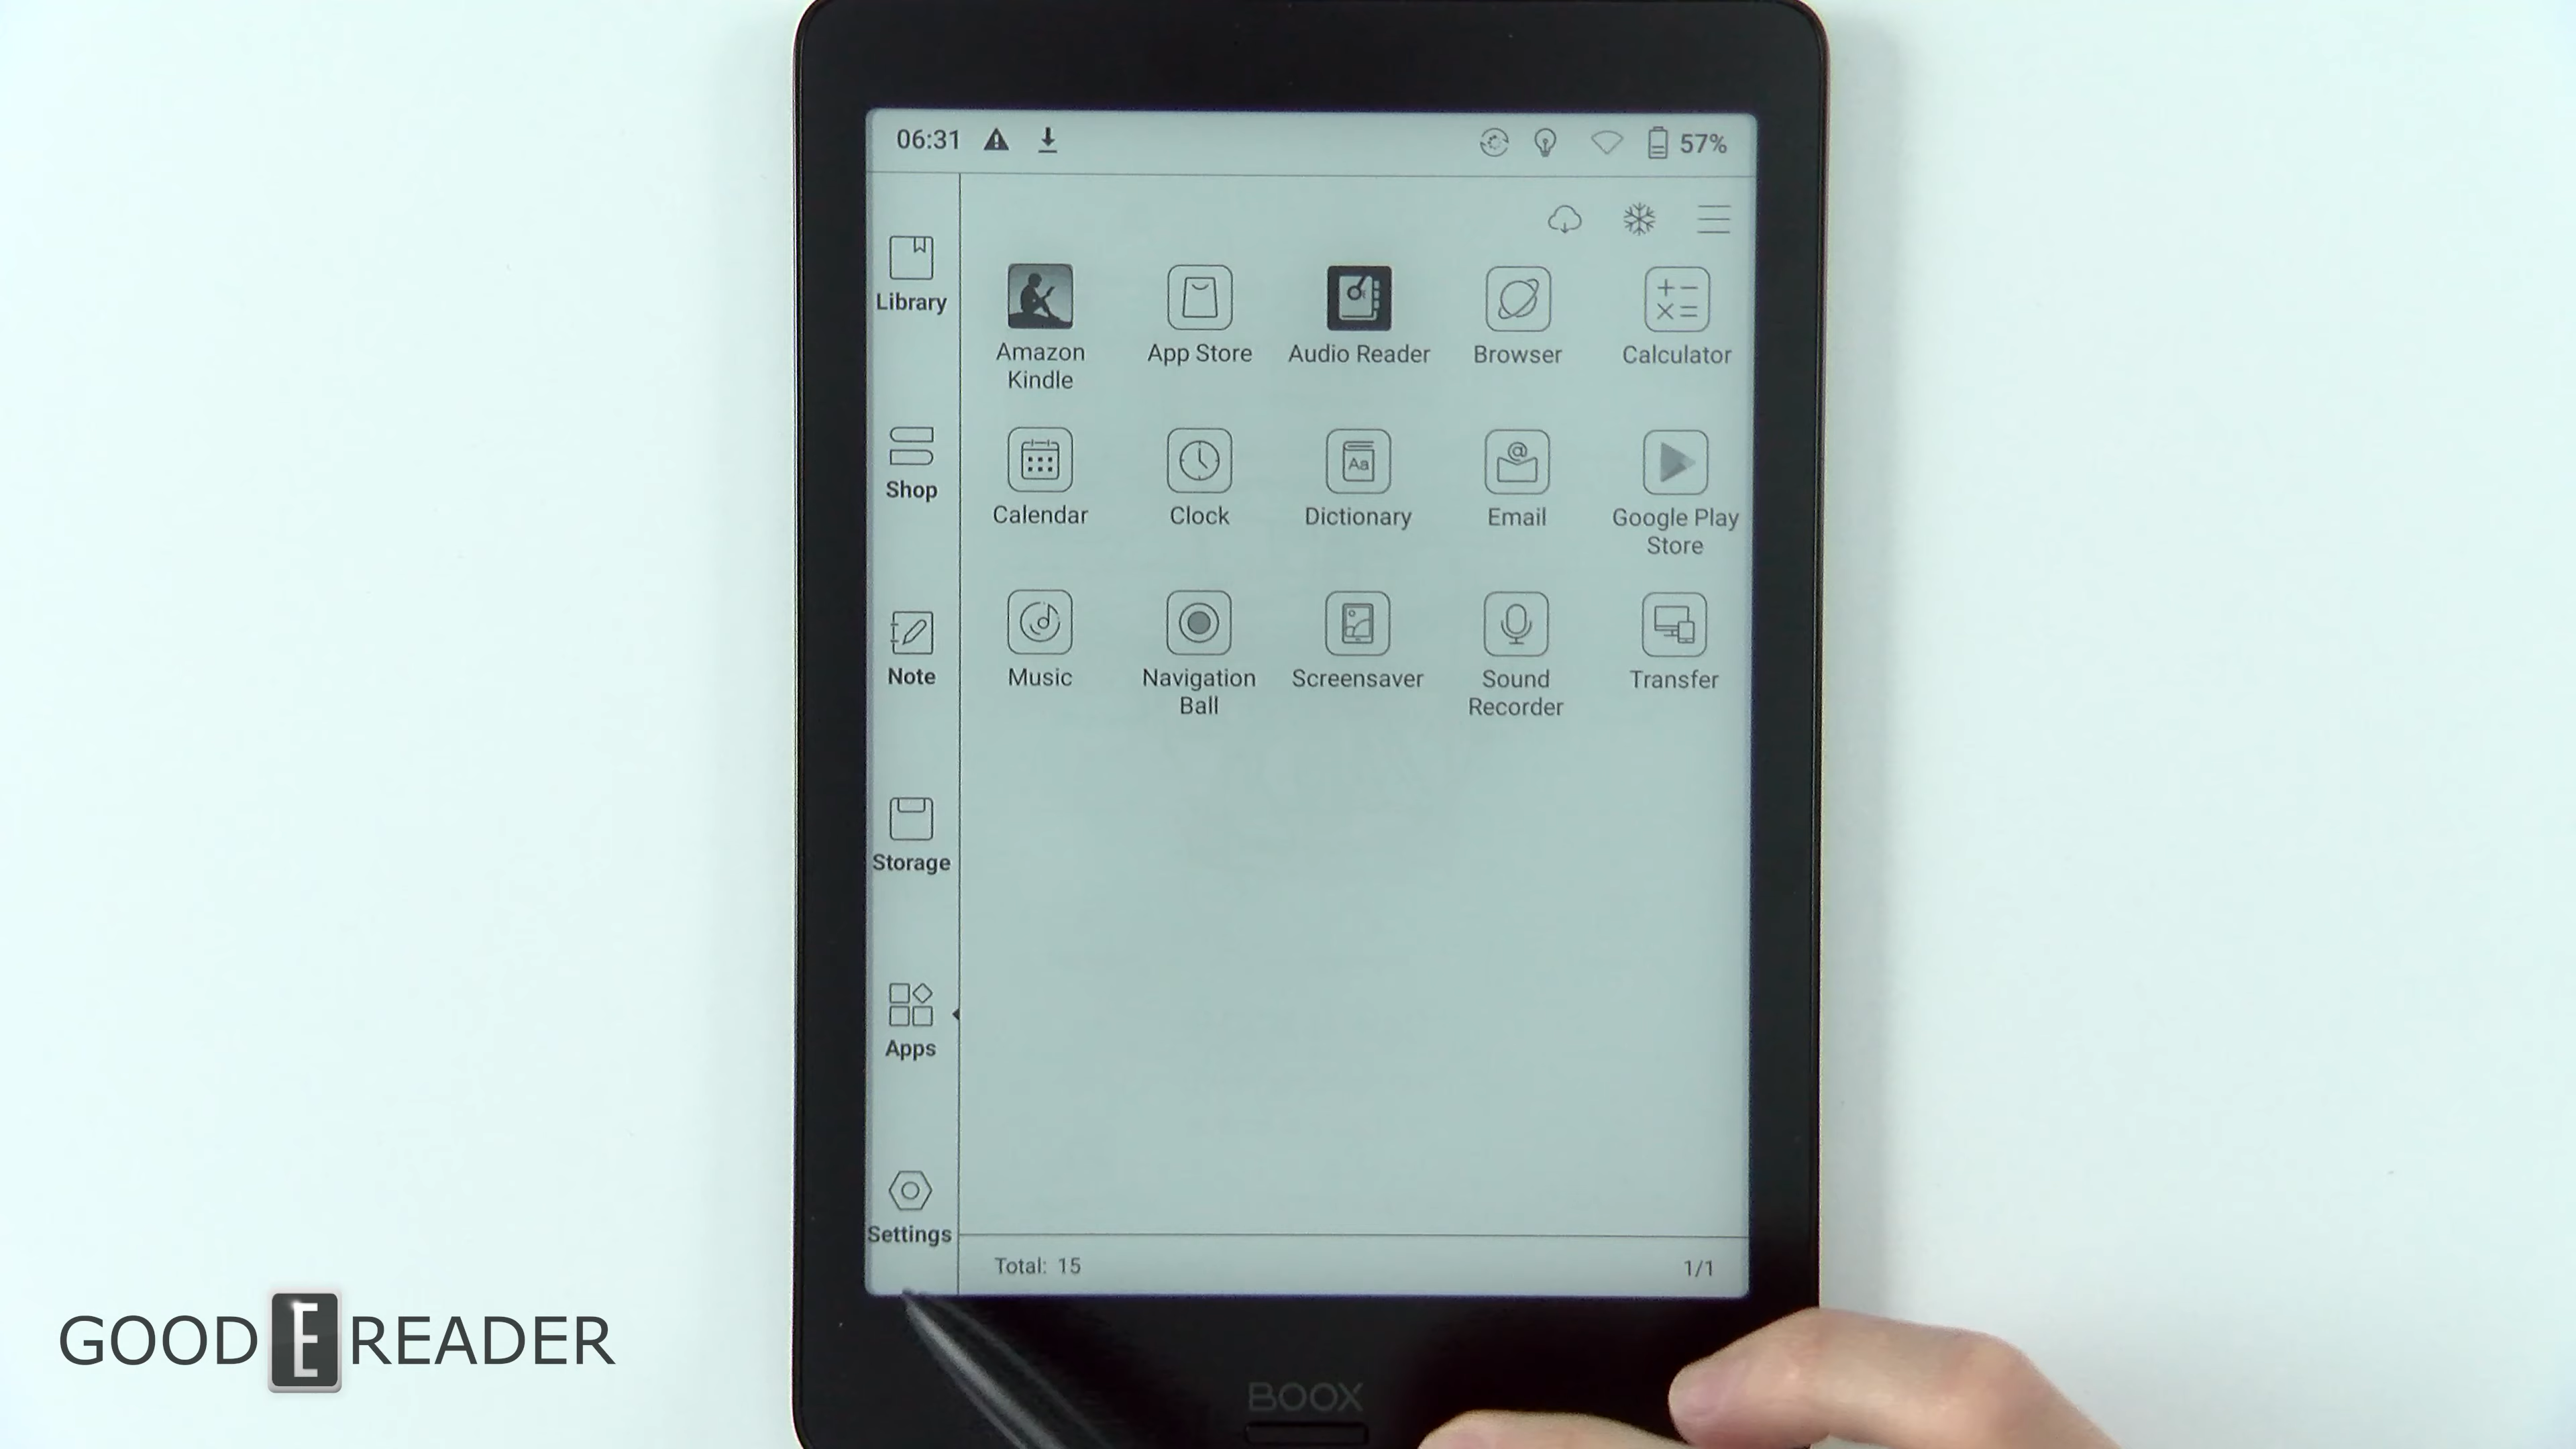 06:31
57%
Library
Shop
Note
Storage
Apps
Settings
Amazon Kindle
App Store
Audio Reader
Browser
Calculator
Calendar
Clock
Aa
Dictionary
@
Email
Google Play Store
Music
Navigation Ball
Screensaver
Sound Recorder
Transfer
Total: 15
1/1
BOOX
GOOD E READER